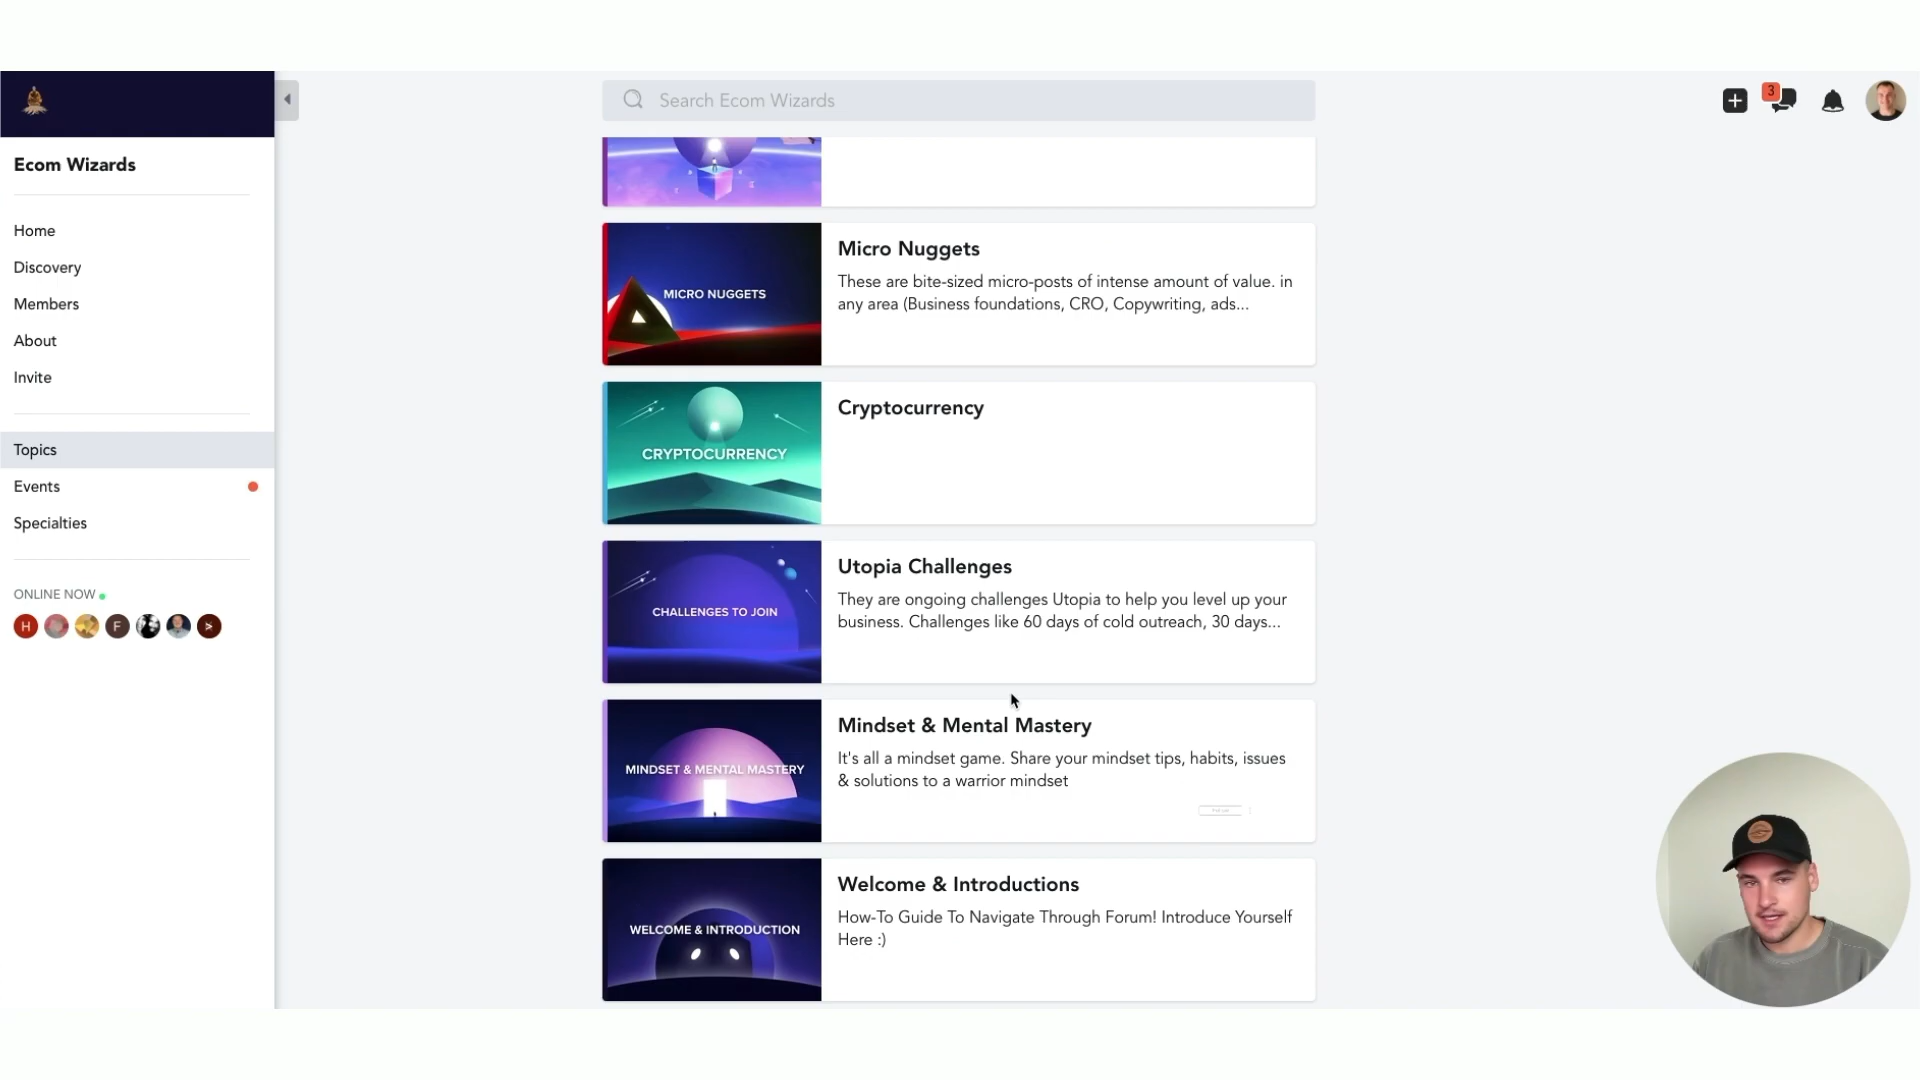 Search Ecom Wizards
3
Ecom Wizards
Home
Discovery
Members
About
Invite
Topics
Events
Specialties
ONLINE NOW
H
F
>
MICRO NUGGETS
Micro Nuggets
These are bite-sized micro-posts of intense amount of value. in
any area (Business foundations, CRO, Copywriting, ads...
CRYPTOCURRENCY
Cryptocurrency
CHALLENGES TO JOIN
Utopia Challenges
They are ongoing challenges Utopia to help you level up your
business. Challenges like 60 days of cold outreach, 30 days...
MINDSET & MENTAL MASTERY
Mindset & Mental Mastery
It's all a mindset game. Share your mindset tips, habits, issues
& solutions to a warrior mindset
WELCOME & INTRODUCTION
Welcome & Introductions
How-To Guide To Navigate Through Forum! Introduce Yourself
Here :)